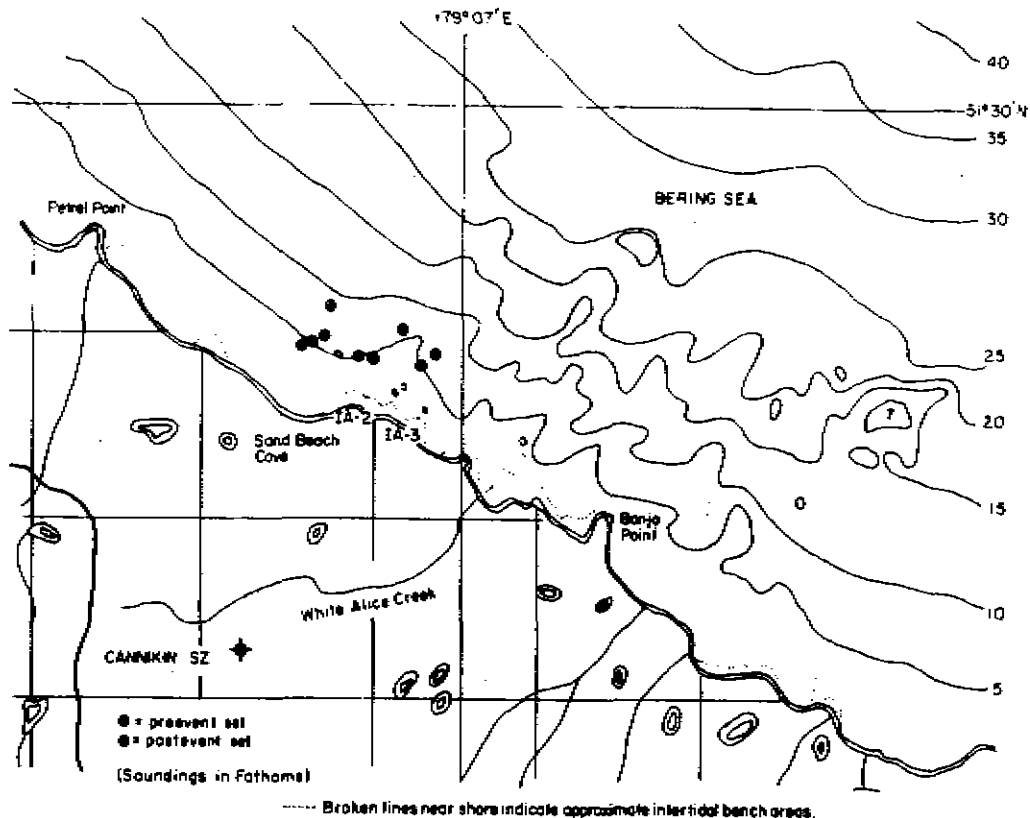 179° 07' E
40
51° 30' N
35
Petrel Point
BERING SEA
30
25
IA-2
IA-3
Sand Beach
Cove
?
20
15
Banjo
Point
White Alice Creek
10
CANNIKIN SZ
5
● = preevent set
● = postevent set
(Soundings in Fathoms)
Broken lines near shore indicate approximate intertidal bench areas.